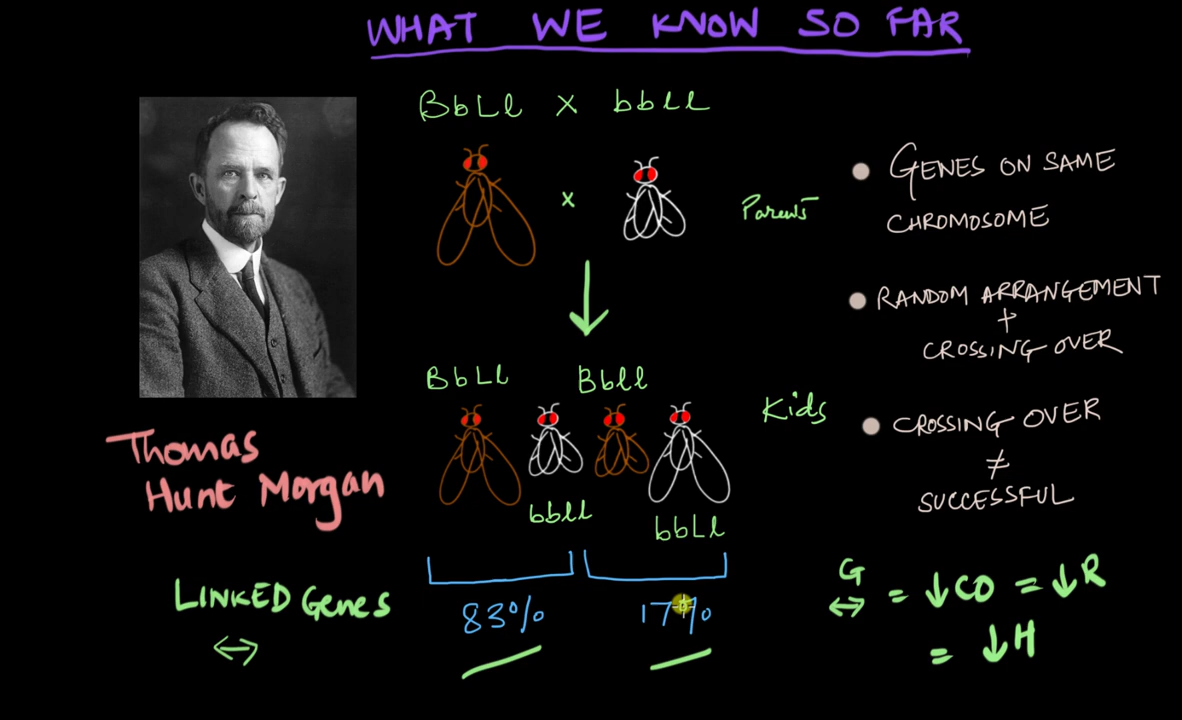 WHAT WE KNOW SO FAR
BbLl X bbll
x
Parents
BbLl Bbll
Kids
bbll bbLl
83% 17%
Thomas
Hunt Morgan
LINKED Genes
↔
● GENES ON SAME
CHROMOSOME
● RANDOM ARRANGEMENT
+
CROSSING OVER
● CROSSING OVER
≠
SUCCESSFUL
G
↔ = ↓CO = ↓R
= ↓H